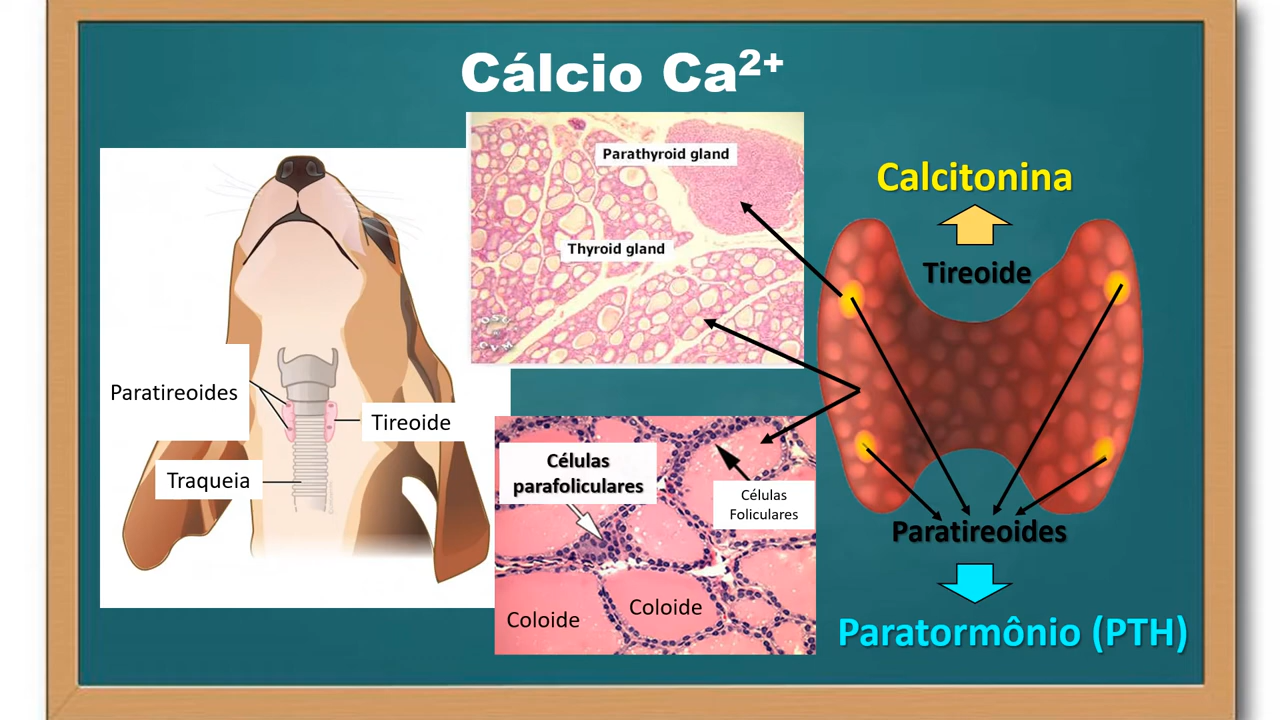 Cálcio Ca²⁺
Parathyroid gland
Thyroid gland
Calcitonina
Tireoide
Paratireoides
Tireoide
Traqueia
Células
parafoliculares
Células
Foliculares
Coloide
Coloide
Paratireoides
Paratormônio (PTH)